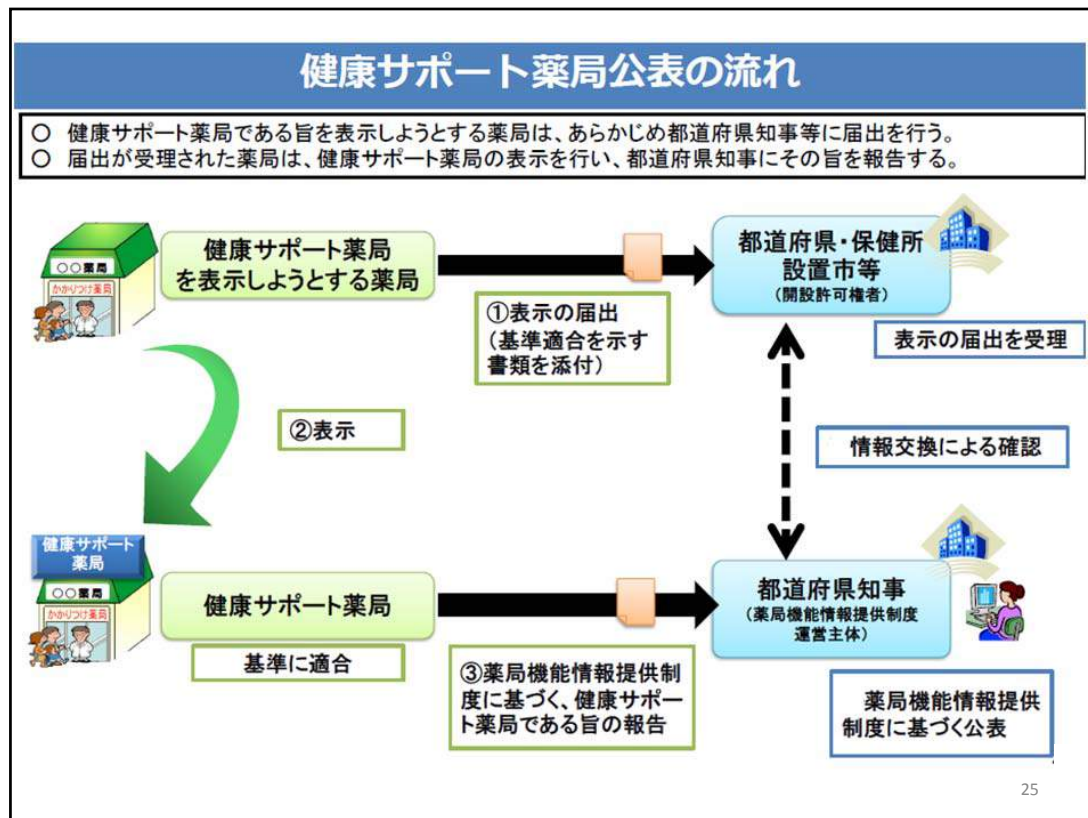 健康サポート薬局公表の流れ
○ 健康サポート薬局である旨を表示しようとする薬局は、あらかじめ都道府県知事等に届出を行う。
○ 届出が受理された薬局は、健康サポート薬局の表示を行い、都道府県知事にその旨を報告する。
○○薬局
かかりつけ薬局
健康サポート薬局
を表示しようとする薬局
①表示の届出
(基準適合を示す
書類を添付)
都道府県・保健所
設置市等
(開設許可権者)
表示の届出を受理
②表示
情報交換による確認
健康サポート
薬局
○○薬局
かかりつけ薬局
健康サポート薬局
基準に適合
③薬局機能情報提供制
度に基づく、健康サポー
ト薬局である旨の報告
都道府県知事
(薬局機能情報提供制度
運営主体)
薬局機能情報提供
制度に基づく公表
25